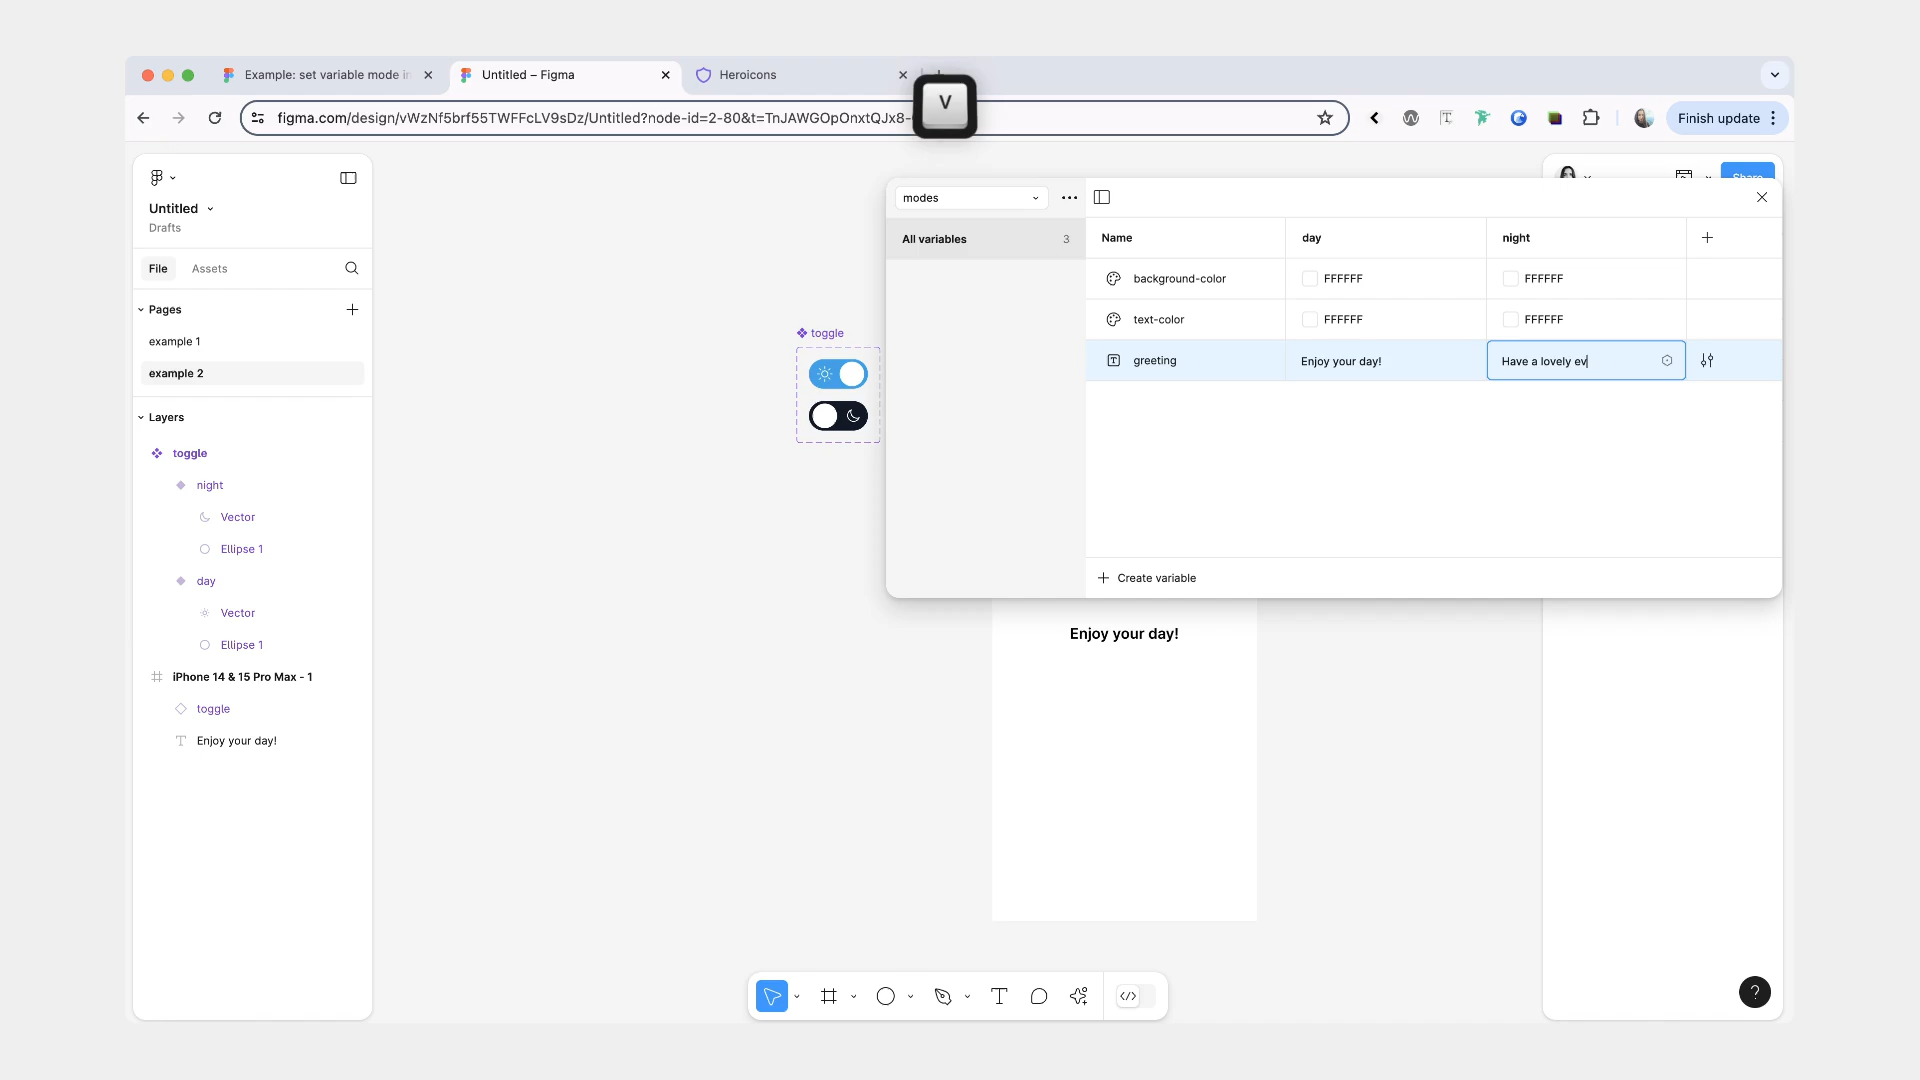 Example: set variable mode in
Untitled – Figma
Heroicons
V
figma.com/design/vWzNf5brf55TWFFcLV9sDz/Untitled?node-id=2-80&t=TnJAWGOpOnxtQJx8-
Finish update
Untitled
Drafts
File
Assets
Pages
example 1
example 2
Layers
toggle
night
Vector
Ellipse 1
day
Vector
Ellipse 1
iPhone 14 & 15 Pro Max - 1
toggle
Enjoy your day!
toggle
Share
modes
All variables 3
Name day night
background-color FFFFFF FFFFFF
text-color FFFFFF FFFFFF
greeting Enjoy your day! Have a lovely ev
Create variable
Enjoy your day!
?